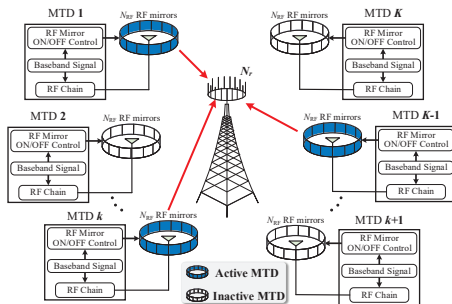 MTD 1
N_RF RF mirrors
RF Mirror
ON/OFF Control
Baseband Signal
RF Chain
N_RF RF mirrors
MTD K
RF Mirror
ON/OFF Control
Baseband Signal
RF Chain
N_r
MTD 2
N_RF RF mirrors
RF Mirror
ON/OFF Control
Baseband Signal
RF Chain
N_RF RF mirrors
MTD K-1
RF Mirror
ON/OFF Control
Baseband Signal
RF Chain
MTD k
N_RF RF mirrors
RF Mirror
ON/OFF Control
Baseband Signal
RF Chain
N_RF RF mirrors
MTD k+1
RF Mirror
ON/OFF Control
Baseband Signal
RF Chain
Active MTD
Inactive MTD